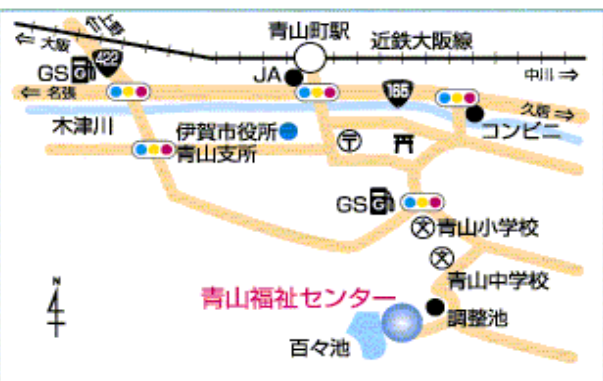 ⇐ 大阪
⇐ 上野
青山町駅
近鉄大阪線
中川 ⇒
422
GS
JA
165
⇐ 名張
久居 ⇒
木津川
伊賀市役所
青山支所
コンビニ
GS
青山小学校
青山中学校
N
青山福祉センター
調整池
百々池